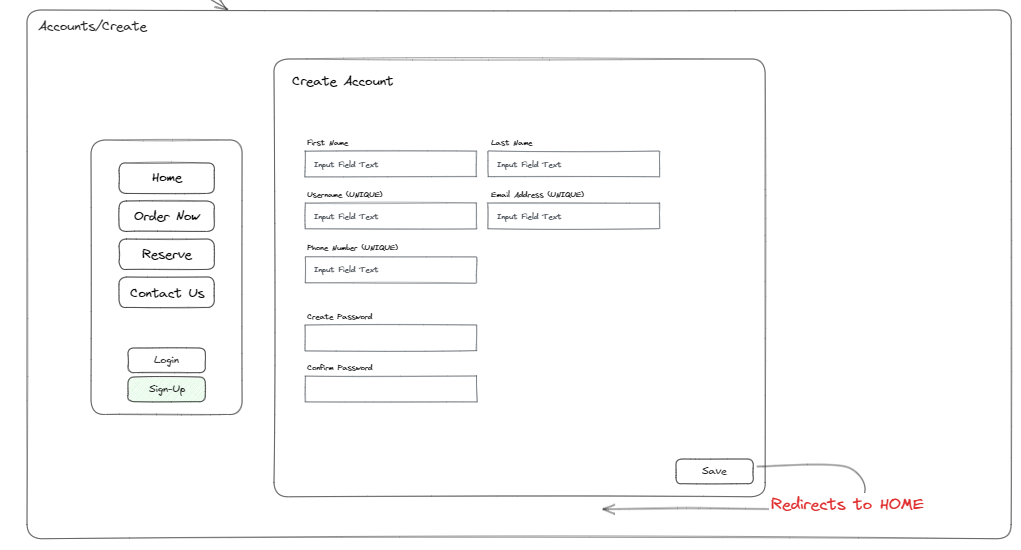 Accounts/Create
Create Account
First Name
Last Name
Input Field Text
Input Field Text
Username (UNIQUE)
Email Address (UNIQUE)
Input Field Text
Input Field Text
Phone Number (UNIQUE)
Input Field Text
Create Password
Confirm Password
Save
Home
Order Now
Reserve
Contact Us
Login
Sign-Up
Redirects to HOME